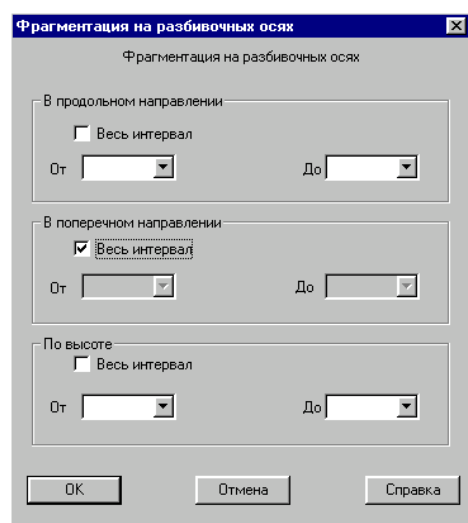 Фрагментация на разбивочных осях
Фрагментация на разбивочных осях
В продольном направлении
Весь интервал
От До
В поперечном направлении
Весь интервал
От До
По высоте
Весь интервал
От До
OK Отмена Справка